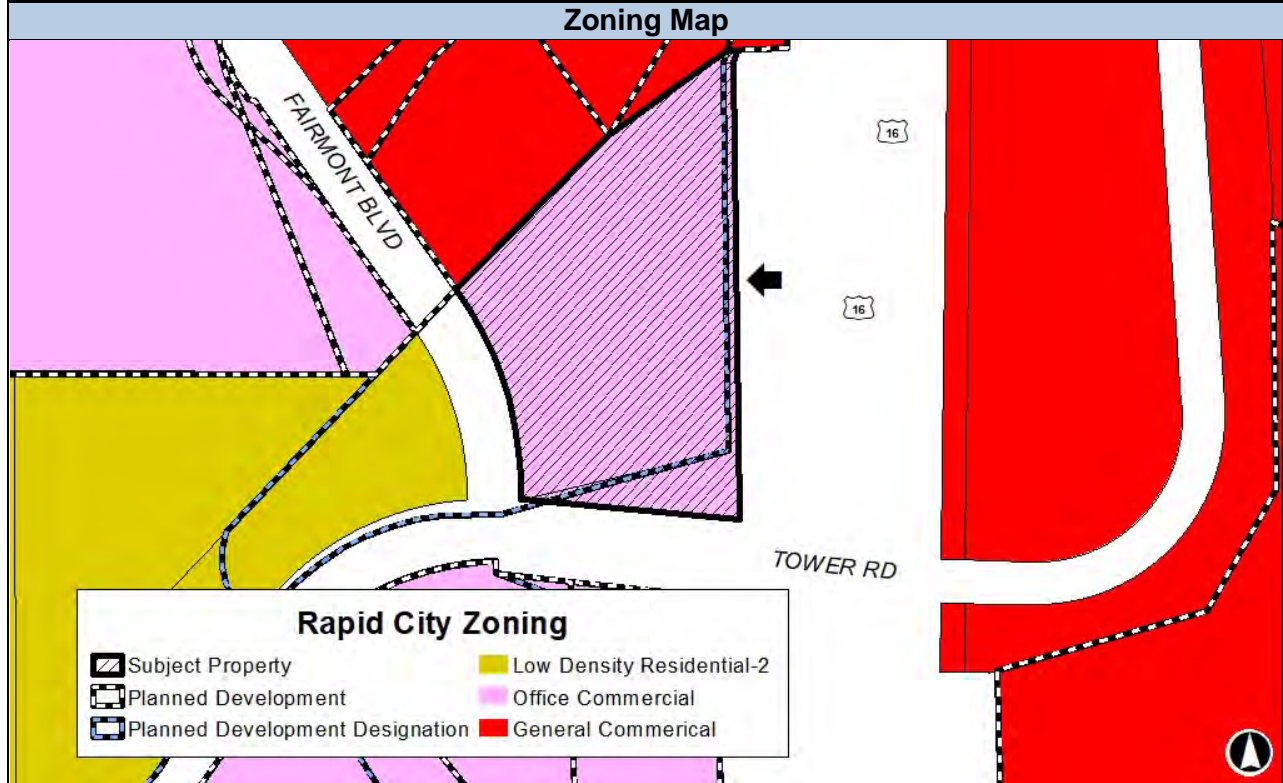 Zoning Map
FAIRMONT BLVD
16
16
TOWER RD
Rapid City Zoning
Subject Property
Planned Development
Planned Development Designation
Low Density Residential-2
Office Commercial
General Commerical